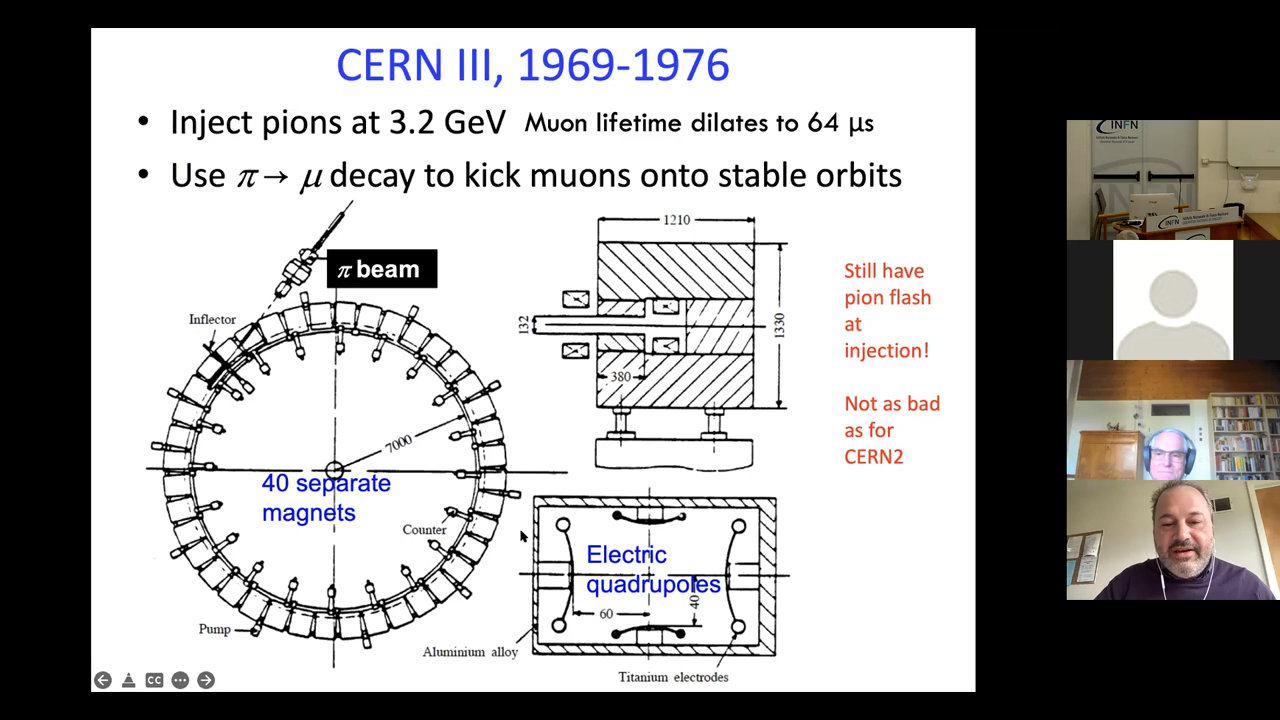 CERN III, 1969-1976
• Inject pions at 3.2 GeV Muon lifetime dilates to 64 µs
• Use π → μ decay to kick muons onto stable orbits
π beam
Inflector
7000
40 separate
magnets
Counter
Pump
1210
132
380
1330
Still have
pion flash
at
injection!
Not as bad
as for
CERN2
Electric
quadrupoles
60
40
Aluminium alloy
Titanium electrodes
CC
INFN
INFN